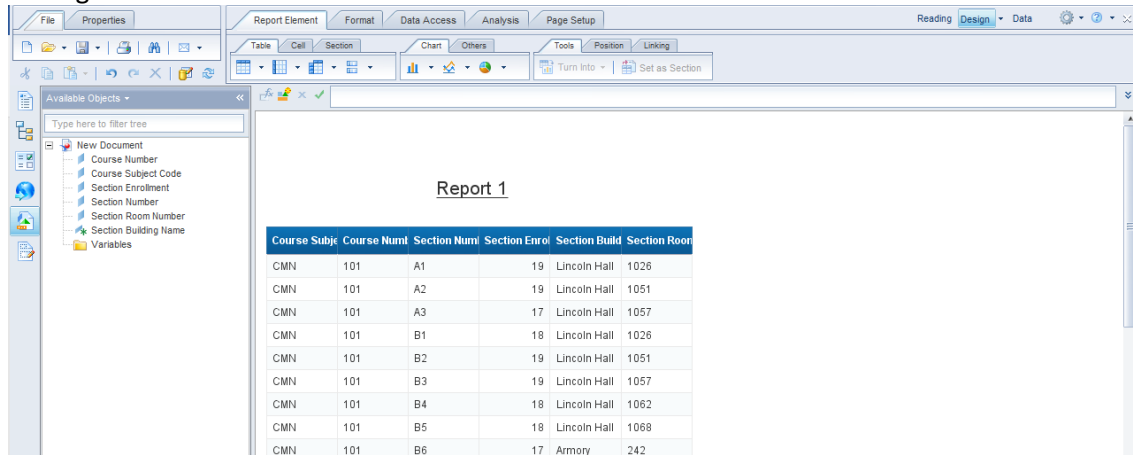 File Properties Report Element Format Data Access Analysis Page Setup Reading Design Data
Table Cell Section Chart Others Tools Position Linking
Turn Into Set as Section
Available Objects
Type here to filter tree
New Document
Course Number
Course Subject Code
Section Enrollment
Section Number
Section Room Number
Section Building Name
Variables
Report 1
Course Subje Course Numl Section Numl Section Enrol Section Build Section Roon
CMN 101 A1 19 Lincoln Hall 1026
CMN 101 A2 19 Lincoln Hall 1051
CMN 101 A3 17 Lincoln Hall 1057
CMN 101 B1 18 Lincoln Hall 1026
CMN 101 B2 19 Lincoln Hall 1051
CMN 101 B3 19 Lincoln Hall 1057
CMN 101 B4 18 Lincoln Hall 1062
CMN 101 B5 18 Lincoln Hall 1068
CMN 101 B6 17 Armory 242